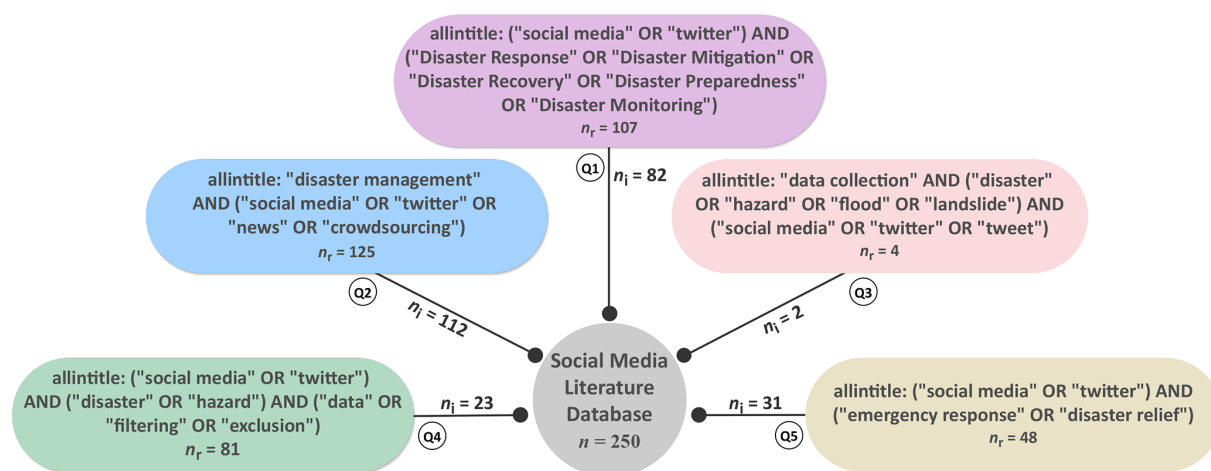 allintitle: ("social media" OR "twitter") AND
("Disaster Response" OR "Disaster Mitigation" OR
"Disaster Recovery" OR "Disaster Preparedness"
OR "Disaster Monitoring")
nr = 107
Q1
ni = 82
allintitle: "disaster management"
AND ("social media" OR "twitter" OR
"news" OR "crowdsourcing")
nr = 125
Q2
ni = 112
allintitle: "data collection" AND ("disaster"
OR "hazard" OR "flood" OR "landslide") AND
("social media" OR "twitter" OR "tweet")
nr = 4
Q3
ni = 2
allintitle: ("social media" OR "twitter")
AND ("disaster" OR "hazard") AND ("data" OR
"filtering" OR "exclusion")
nr = 81
ni = 23
Q4
Social Media
Literature
Database
n = 250
ni = 31
Q5
allintitle: ("social media" OR "twitter") AND
("emergency response" OR "disaster relief")
nr = 48